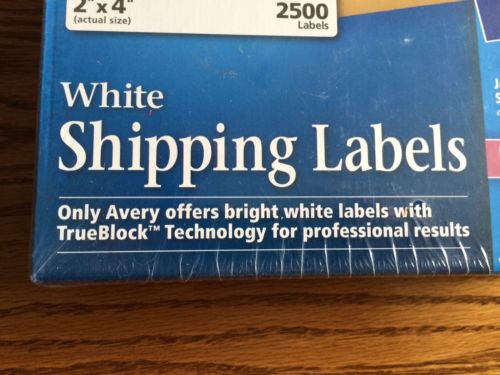 2" x 4"
(actual size)
2500
Labels
White
Shipping Labels
Only Avery offers bright white labels with
TrueBlock™ Technology for professional results